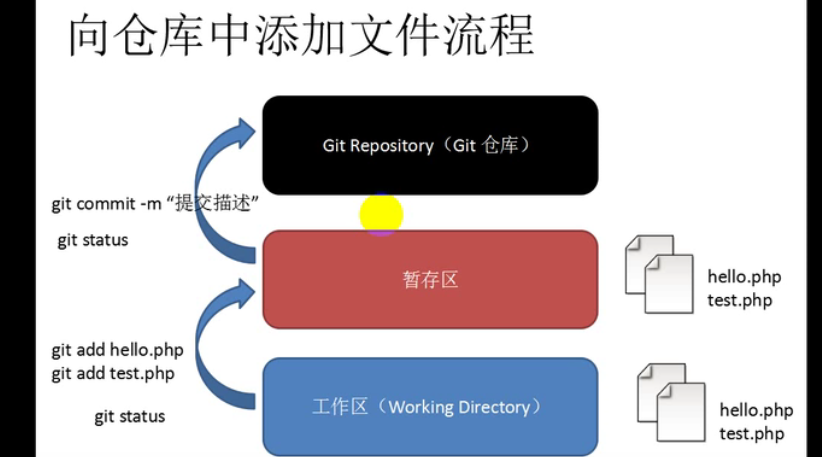 向仓库中添加文件流程
Git Repository（Git 仓库）
git commit -m “提交描述”
git status
暂存区
hello.php
test.php
git add hello.php
git add test.php
git status
工作区（Working Directory）
hello.php
test.php